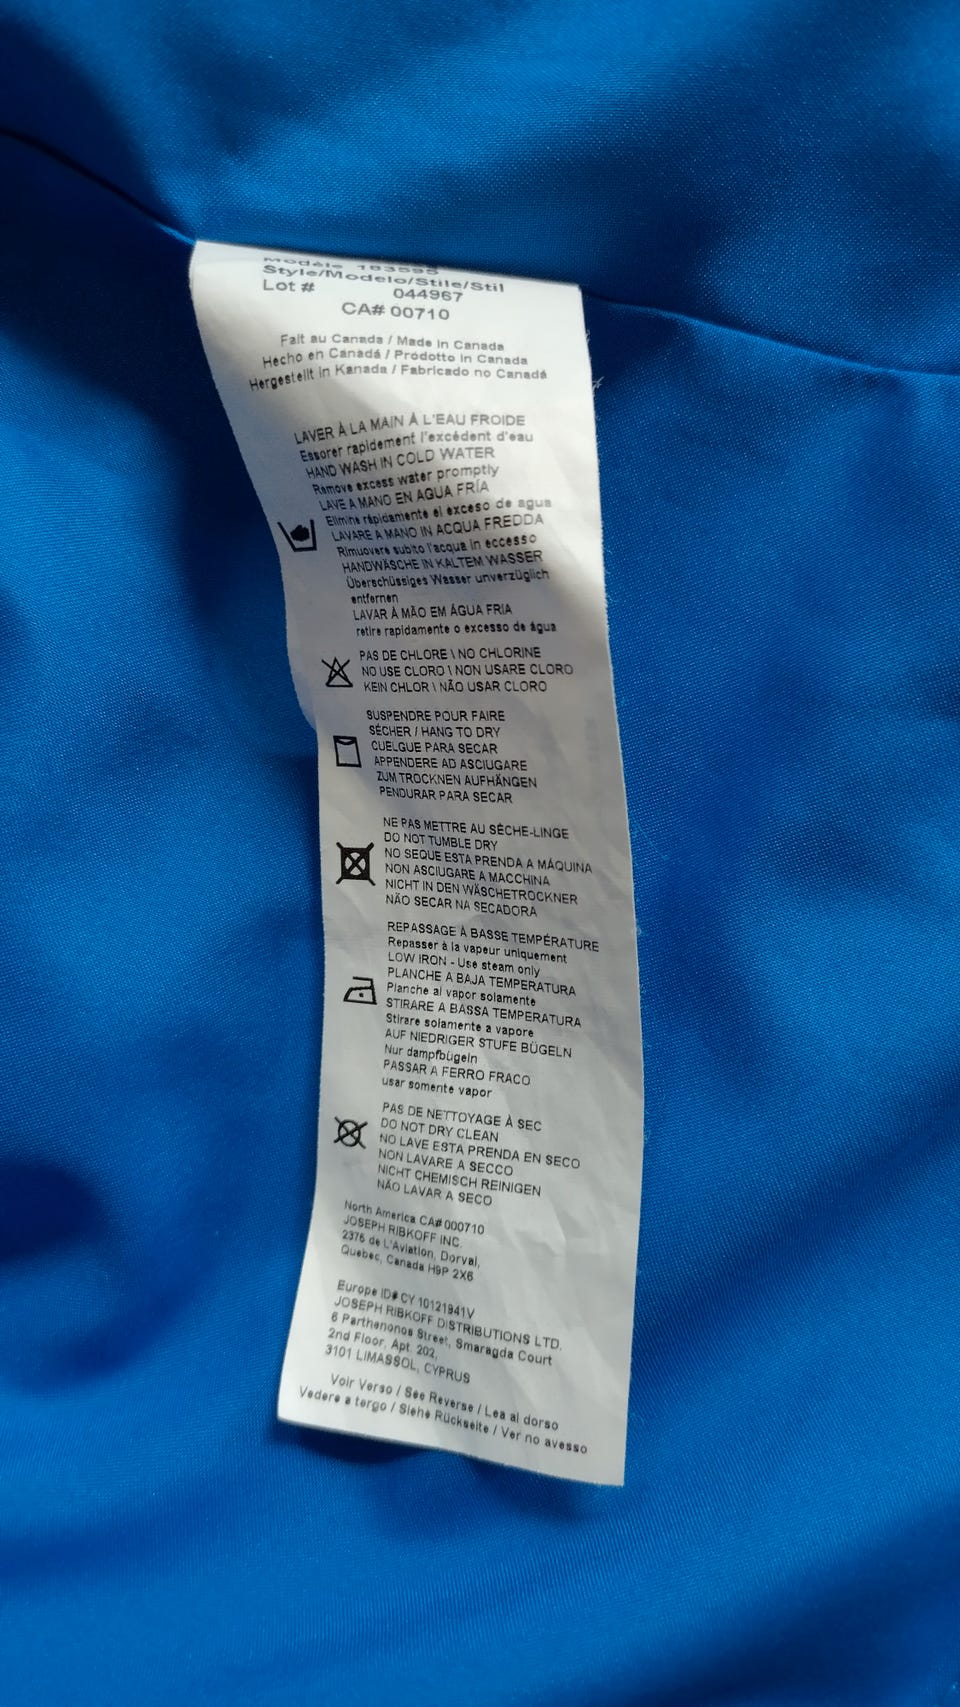 Modèle 183595
Style/Modelo/Stile/Stil
Lot # 044967
CA# 00710
Fait au Canada / Made in Canada
Hecho en Canadá / Prodotto in Canada
Hergestellt in Kanada / Fabricado no Canadá
LAVER À LA MAIN À L'EAU FROIDE
Essorer rapidement l'excédent d'eau
HAND WASH IN COLD WATER
Remove excess water promptly
LAVE A MANO EN AGUA FRÍA
Elimine rápidamente el exceso de agua
LAVARE A MANO IN ACQUA FREDDA
Rimuovere subito l'acqua in eccesso
HANDWÄSCHE IN KALTEM WASSER
Überschüssiges Wasser unverzüglich
entfernen
LAVAR À MÃO EM ÁGUA FRIA
retire rapidamente o excesso de água
PAS DE CHLORE \ NO CHLORINE
NO USE CLORO \ NON USARE CLORO
KEIN CHLOR \ NÃO USAR CLORO
SUSPENDRE POUR FAIRE
SÉCHER / HANG TO DRY
CUELGUE PARA SECAR
APPENDERE AD ASCIUGARE
ZUM TROCKNEN AUFHÄNGEN
PENDURAR PARA SECAR
NE PAS METTRE AU SÈCHE-LINGE
DO NOT TUMBLE DRY
NO SEQUE ESTA PRENDA A MÁQUINA
NON ASCIUGARE A MACCHINA
NICHT IN DEN WÄSCHETROCKNER
NÃO SECAR NA SECADORA
REPASSAGE À BASSE TEMPÉRATURE
Repasser à la vapeur uniquement
LOW IRON - Use steam only
PLANCHE A BAJA TEMPERATURA
Planche al vapor solamente
STIRARE A BASSA TEMPERATURA
Stirare solamente a vapore
AUF NIEDRIGER STUFE BÜGELN
Nur dampfbügeln
PASSAR A FERRO FRACO
usar somente vapor
PAS DE NETTOYAGE À SEC
DO NOT DRY CLEAN
NO LAVE ESTA PRENDA EN SECO
NON LAVARE A SECCO
NICHT CHEMISCH REINIGEN
NÃO LAVAR A SECO
North America CA# 000710
JOSEPH RIBKOFF INC.
2375 de L'Aviation, Dorval,
Quebec, Canada H9P 2X6
Europe ID# CY 10121941V
JOSEPH RIBKOFF DISTRIBUTIONS LTD.
6 Parthenonos Street, Smaragda Court
2nd Floor, Apt. 202,
3101 LIMASSOL, CYPRUS
Voir Verso / See Reverse / Lea al dorso
Vedere a tergo / Siehe Rückseite / Ver no avesso